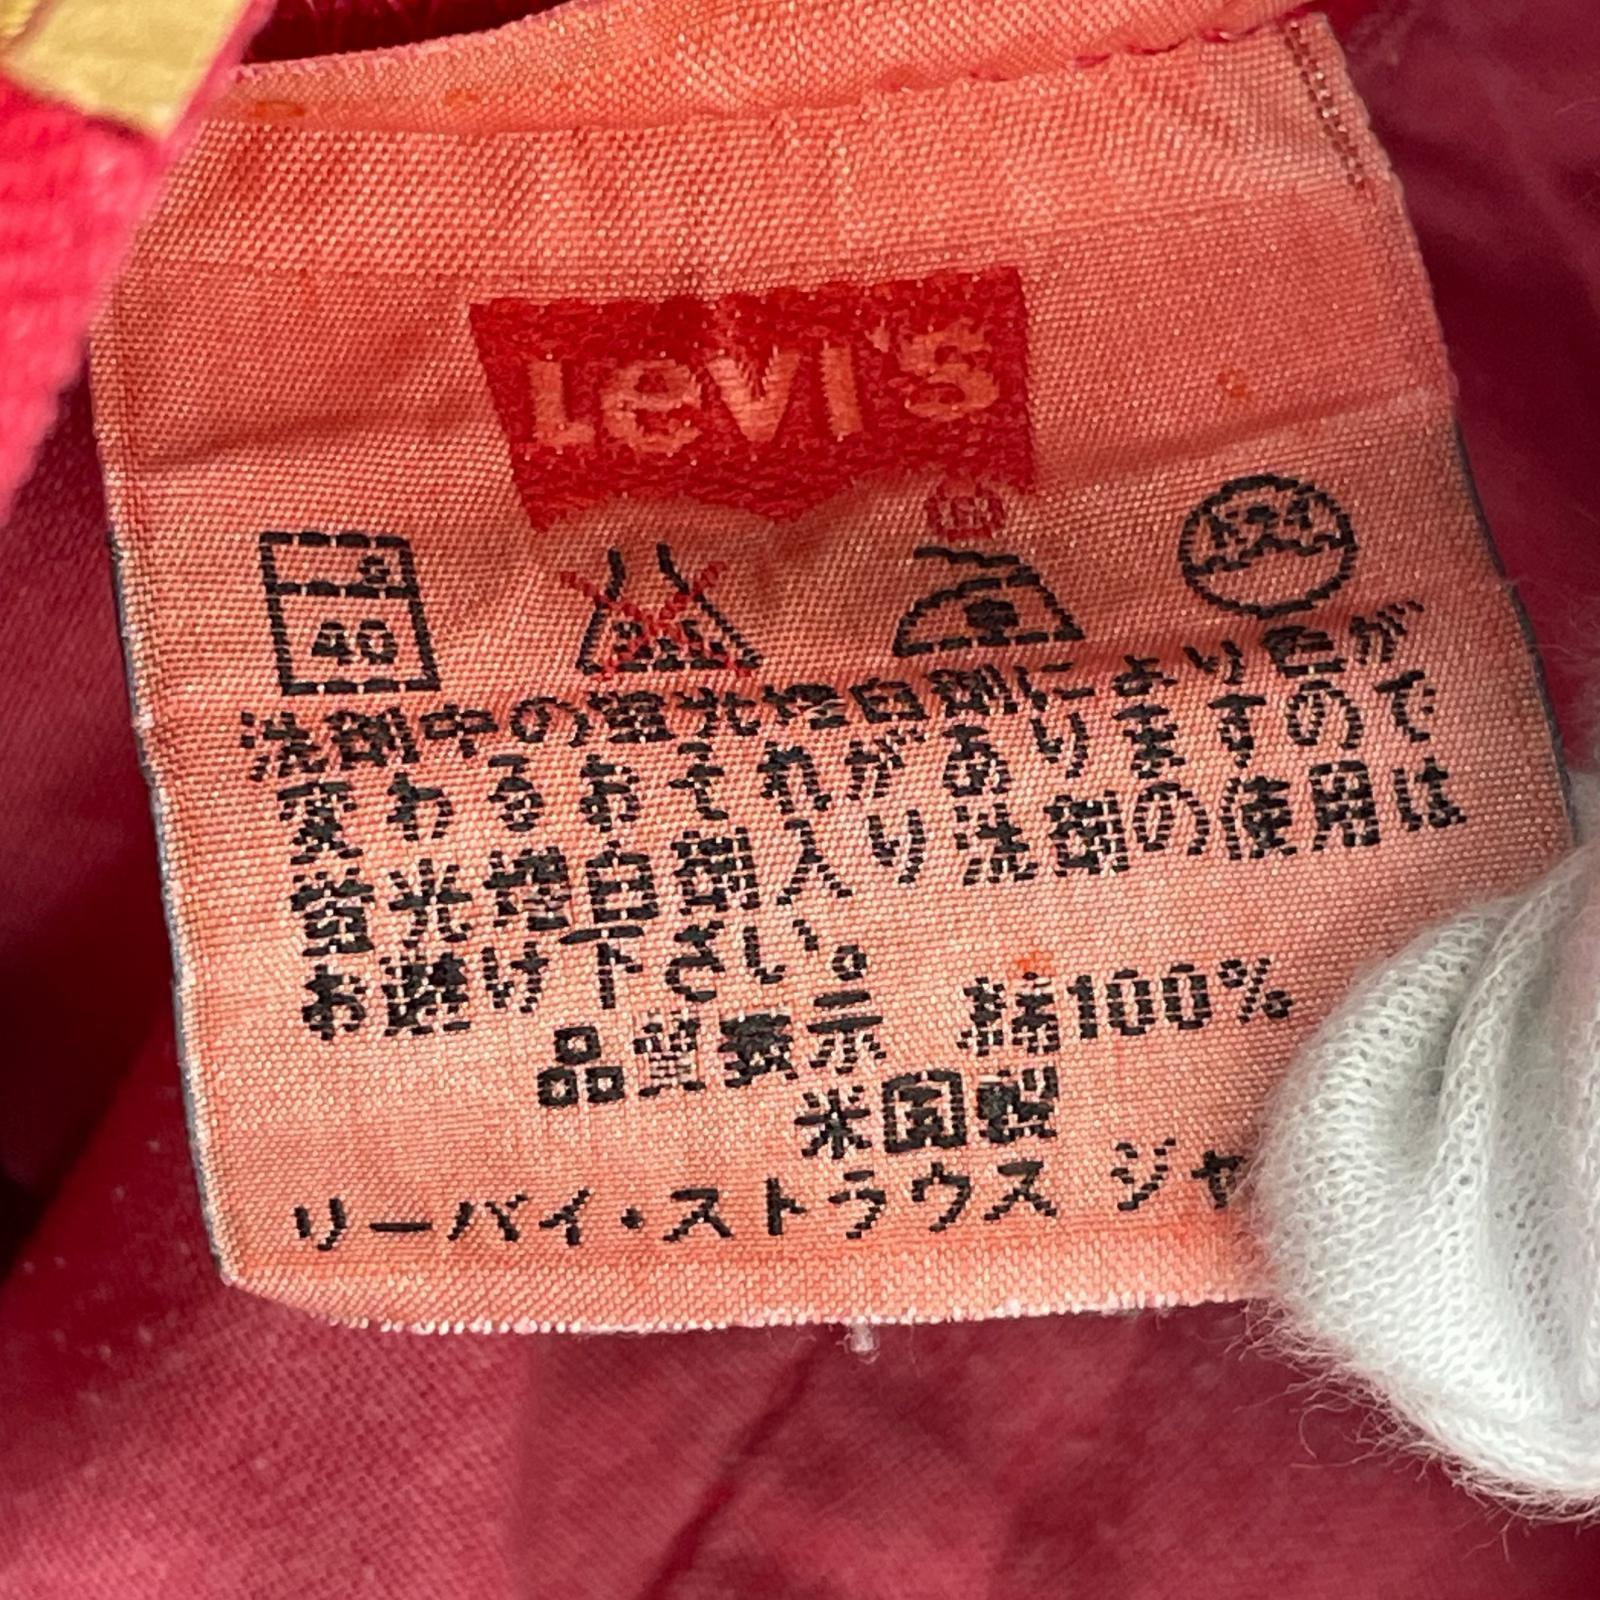 LEVI'S
®
40
洗剤中の螢光増白剤により色が
変わるおそれがありますので
螢光増白剤入り洗剤の使用は
お避け下さい。
品質表示 綿100%
米国製
リーバイ・ストラウス ジャ